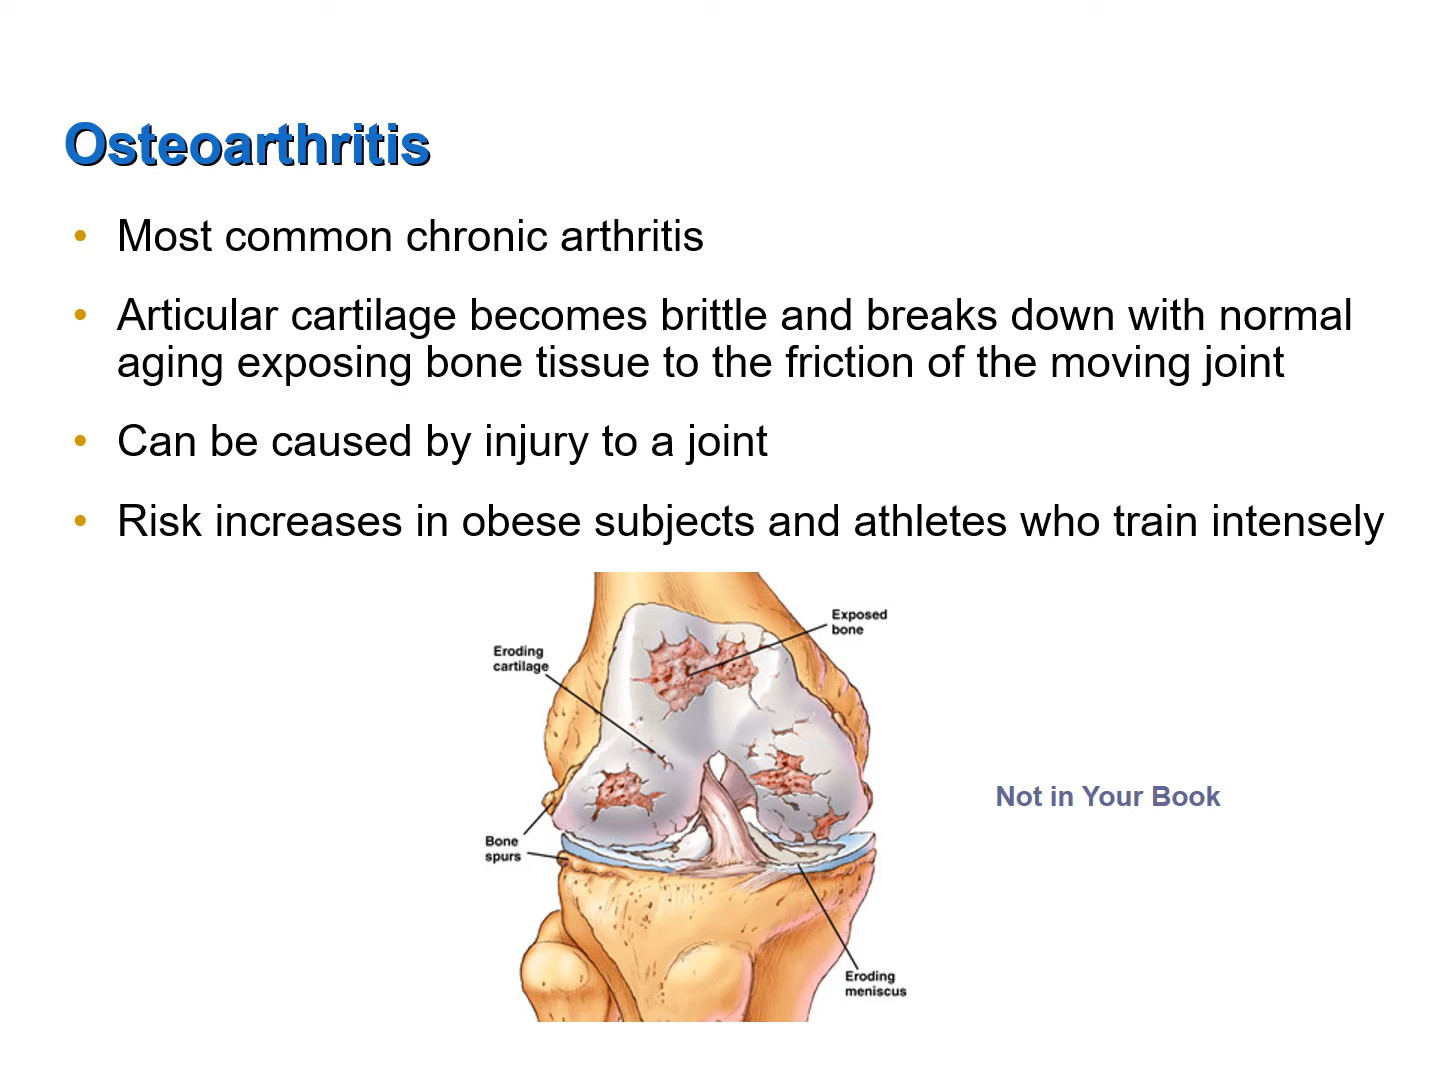 Osteoarthritis
• Most common chronic arthritis
• Articular cartilage becomes brittle and breaks down with normal
aging exposing bone tissue to the friction of the moving joint
• Can be caused by injury to a joint
• Risk increases in obese subjects and athletes who train intensely
Exposed
bone
Eroding
cartilage
Not in Your Book
Bone
spurs
Eroding
meniscus